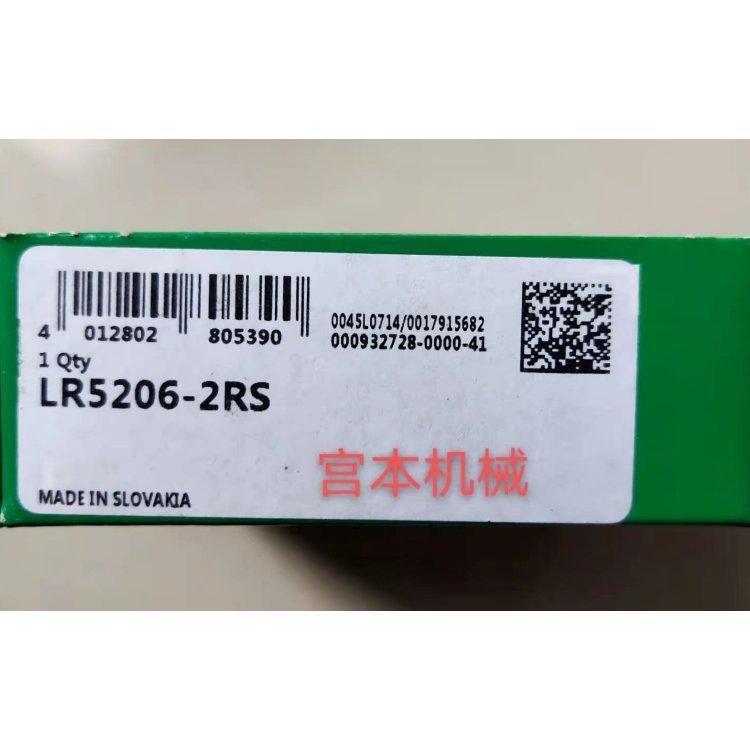 4 012802 805390
0045L0714/0017915682
000932728-0000-41
1 Qty
LR5206-2RS
宫本机械
MADE IN SLOVAKIA